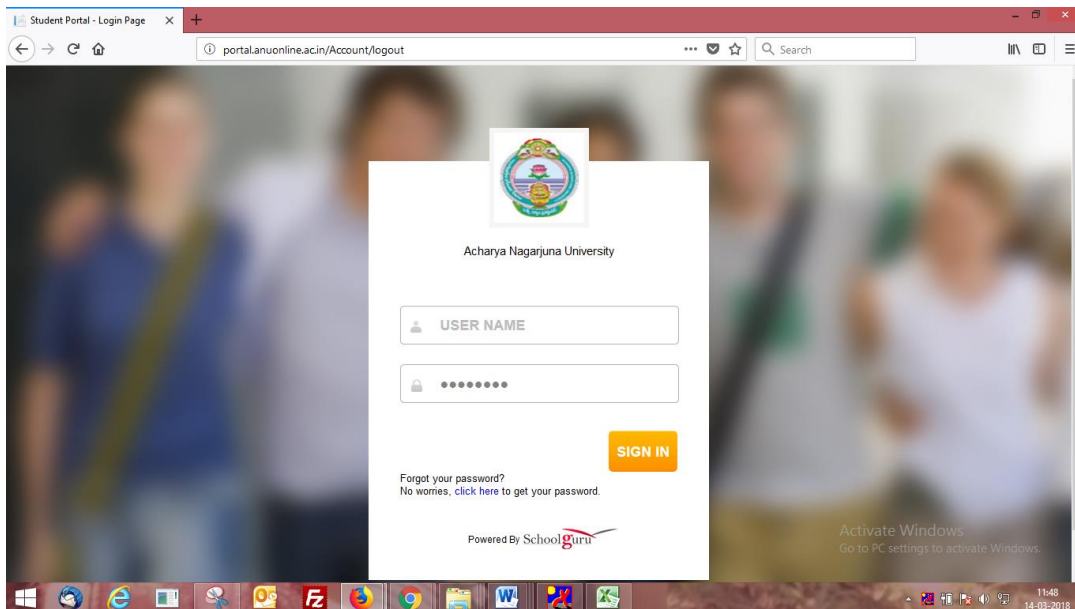 Student Portal - Login Page
portal.anuonline.ac.in/Account/logout
Search
Acharya Nagarjuna University
USER NAME
●●●●●●●●
SIGN IN
Forgot your password?
No worries, click here to get your password.
Powered By Schoolguru
Activate Windows
Go to PC settings to activate Windows.
11:48
14-03-2018